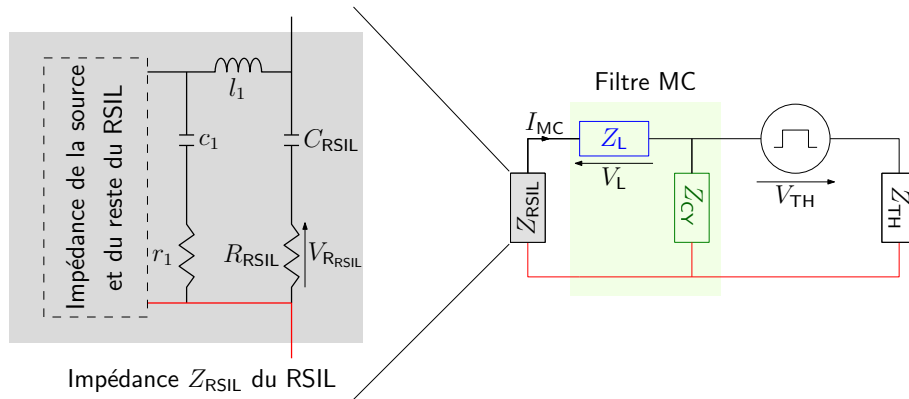 Impédance de la source
et du reste du RSIL
l₁
c₁
r₁
C_RSIL
R_RSIL
V_R_RSIL
Impédance Z_RSIL du RSIL
Filtre MC
I_MC
Z_L
V_L
Z_RSIL
Z_CY
V_TH
Z_TH